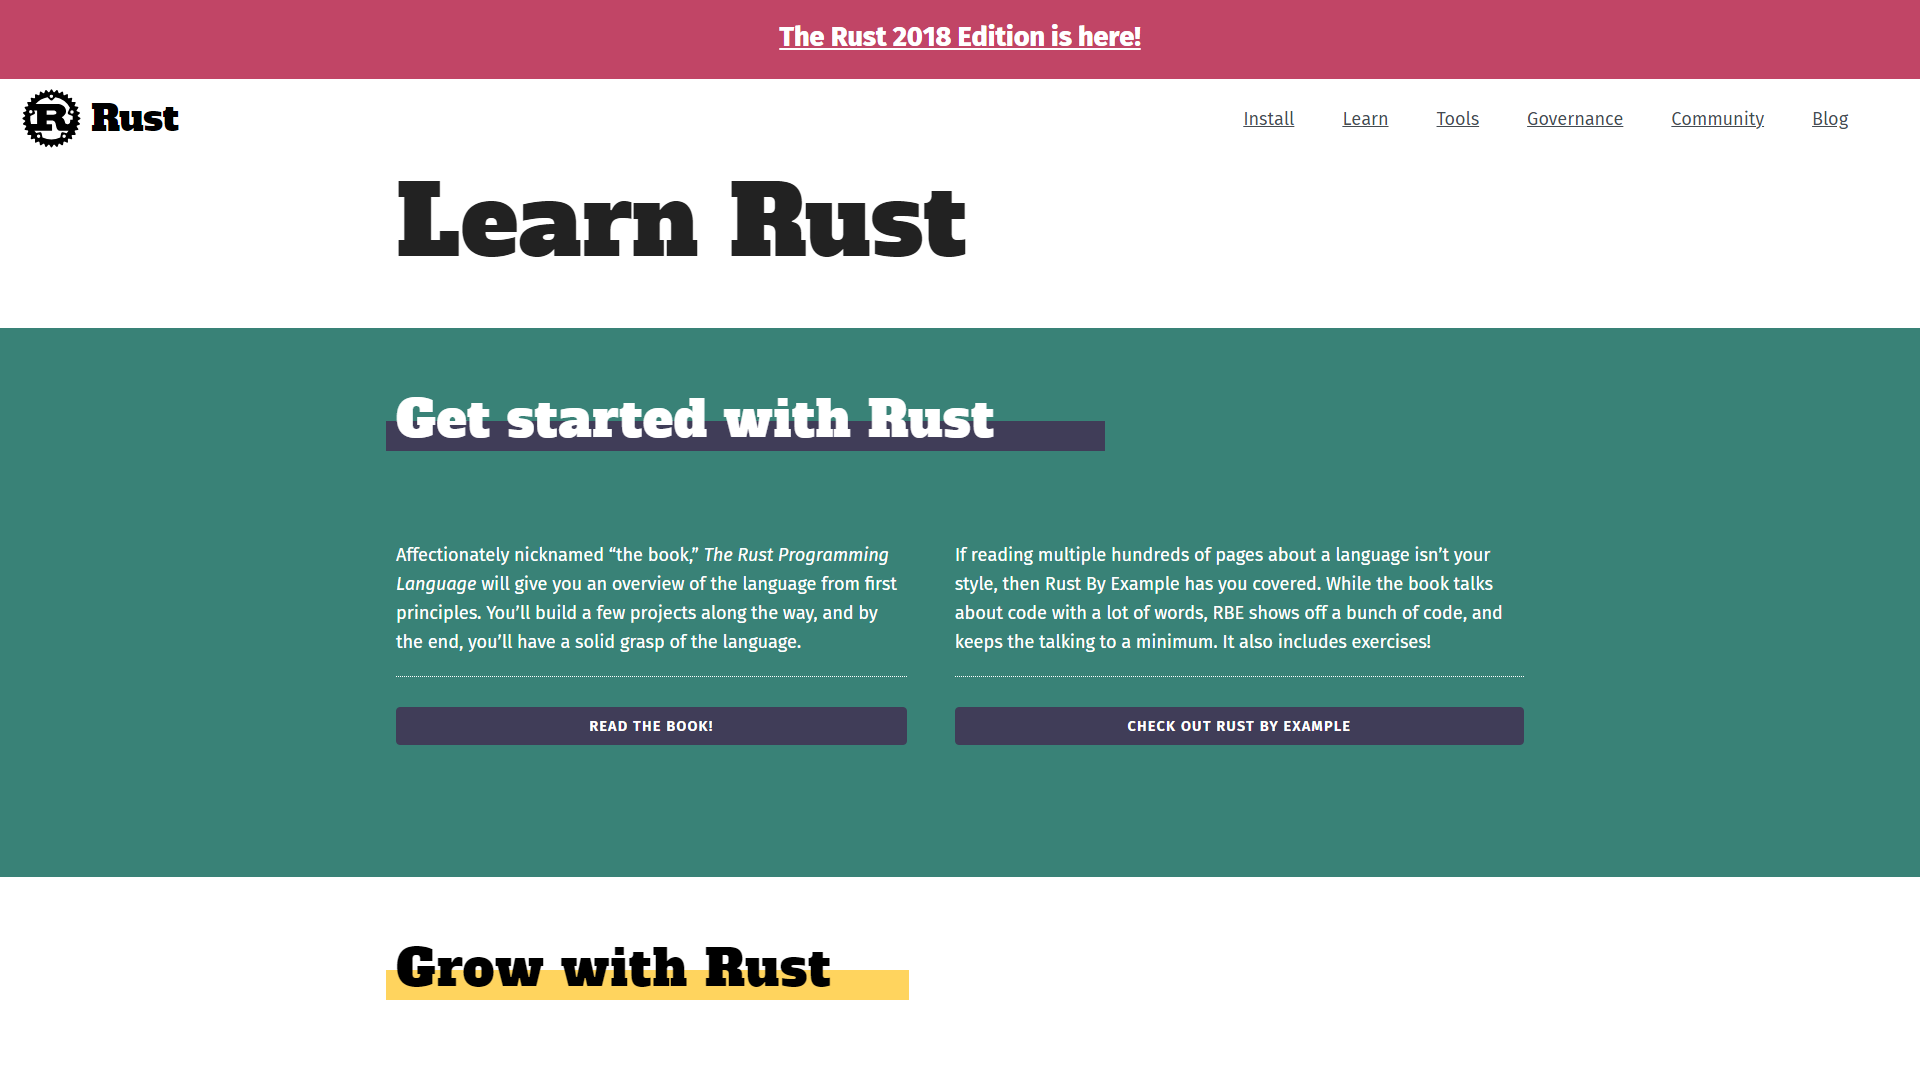 The Rust 2018 Edition is here!
R Rust
Install Learn Tools Governance Community Blog
Learn Rust
Get started with Rust
Affectionately nicknamed “the book,” The Rust Programming
Language will give you an overview of the language from first
principles. You’ll build a few projects along the way, and by
the end, you’ll have a solid grasp of the language.
READ THE BOOK!
If reading multiple hundreds of pages about a language isn’t your
style, then Rust By Example has you covered. While the book talks
about code with a lot of words, RBE shows off a bunch of code, and
keeps the talking to a minimum. It also includes exercises!
CHECK OUT RUST BY EXAMPLE
Grow with Rust